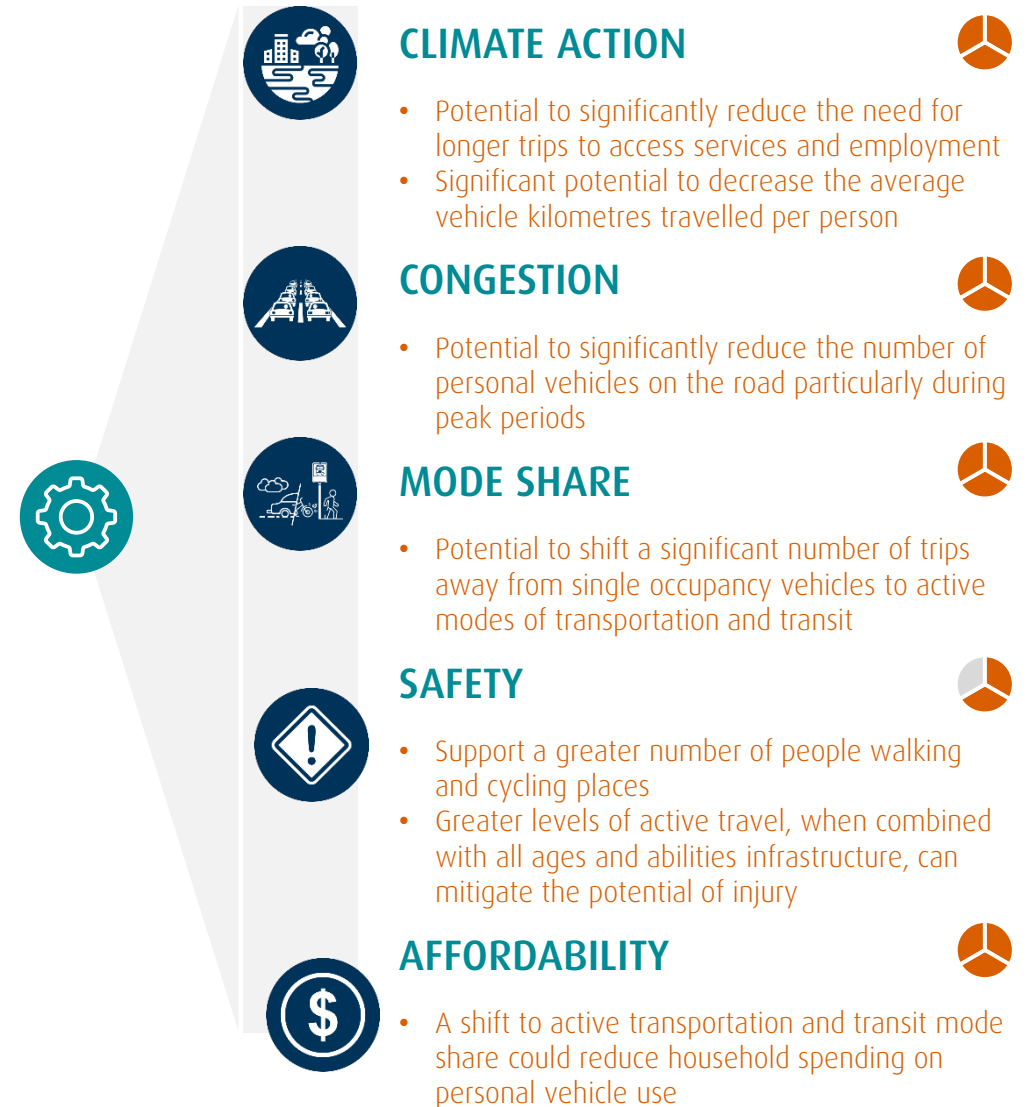 CLIMATE ACTION
• Potential to significantly reduce the need for
longer trips to access services and employment
• Significant potential to decrease the average
vehicle kilometres travelled per person
CONGESTION
• Potential to significantly reduce the number of
personal vehicles on the road particularly during
peak periods
MODE SHARE
• Potential to shift a significant number of trips
away from single occupancy vehicles to active
modes of transportation and transit
SAFETY
• Support a greater number of people walking
and cycling places
• Greater levels of active travel, when combined
with all ages and abilities infrastructure, can
mitigate the potential of injury
AFFORDABILITY
$
• A shift to active transportation and transit mode
share could reduce household spending on
personal vehicle use